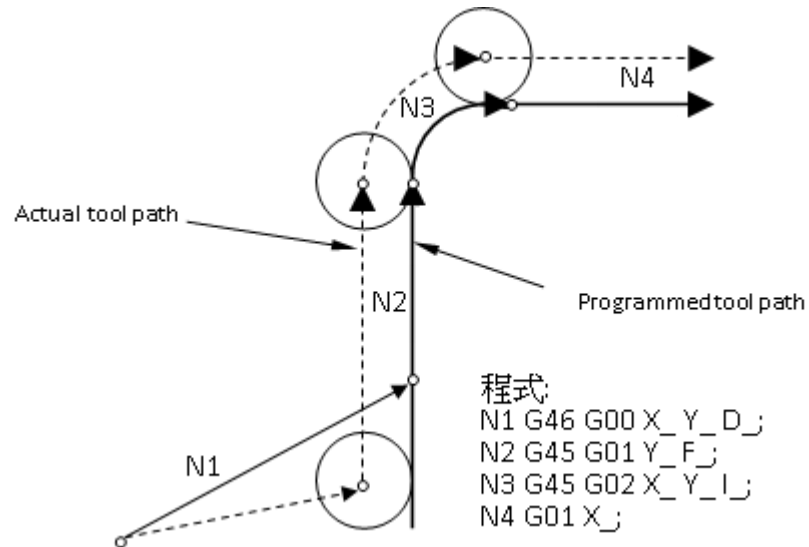 N3
N4
Actual tool path
N2
Programmed tool path
N1
程式:
N1 G46 G00 X_ Y_ D_;
N2 G45 G01 Y_ F_;
N3 G45 G02 X_ Y_ I_;
N4 G01 X_;